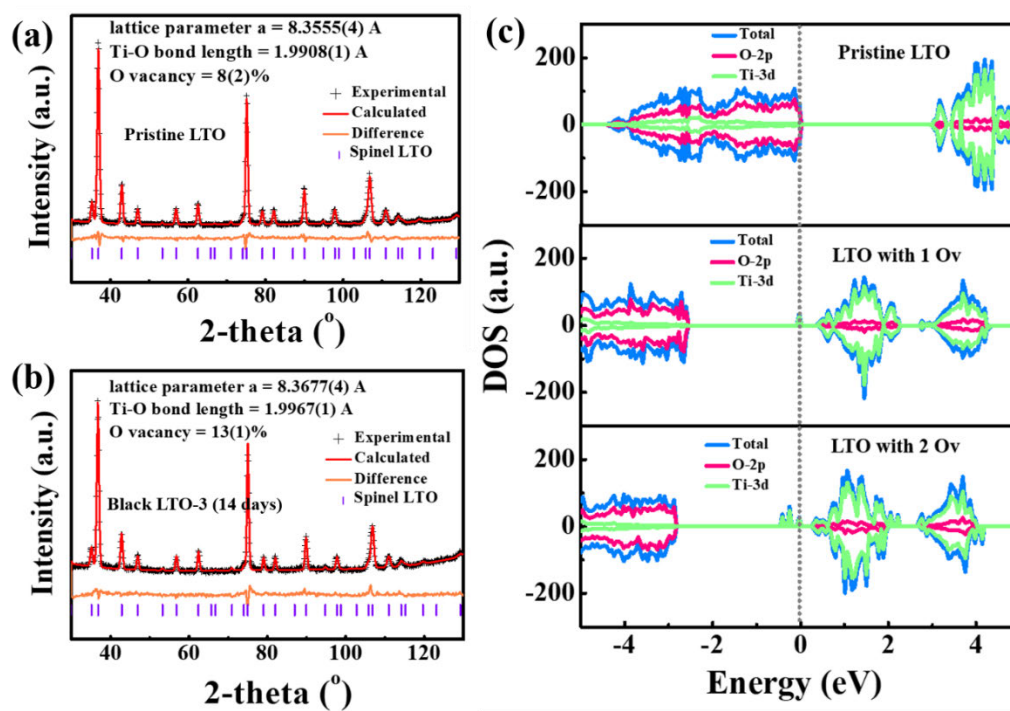 (a)
lattice parameter a = 8.3555(4) A
Ti-O bond length = 1.9908(1) A
O vacancy = 8(2)%
Experimental
Calculated
Difference
Spinel LTO
Pristine LTO
Intensity (a.u.)
40 60 80 100 120
2-theta (°)
(b)
lattice parameter a = 8.3677(4) A
Ti-O bond length = 1.9967(1) A
O vacancy = 13(1)%
Experimental
Calculated
Difference
Spinel LTO
Black LTO-3 (14 days)
Intensity (a.u.)
40 60 80 100 120
2-theta (°)
(c)
Total
O-2p
Ti-3d
Pristine LTO
200
0
-200
Total
O-2p
Ti-3d
LTO with 1 Ov
200
0
-200
Total
O-2p
Ti-3d
LTO with 2 Ov
200
0
-200
DOS (a.u.)
-4 -2 0 2 4
Energy (eV)